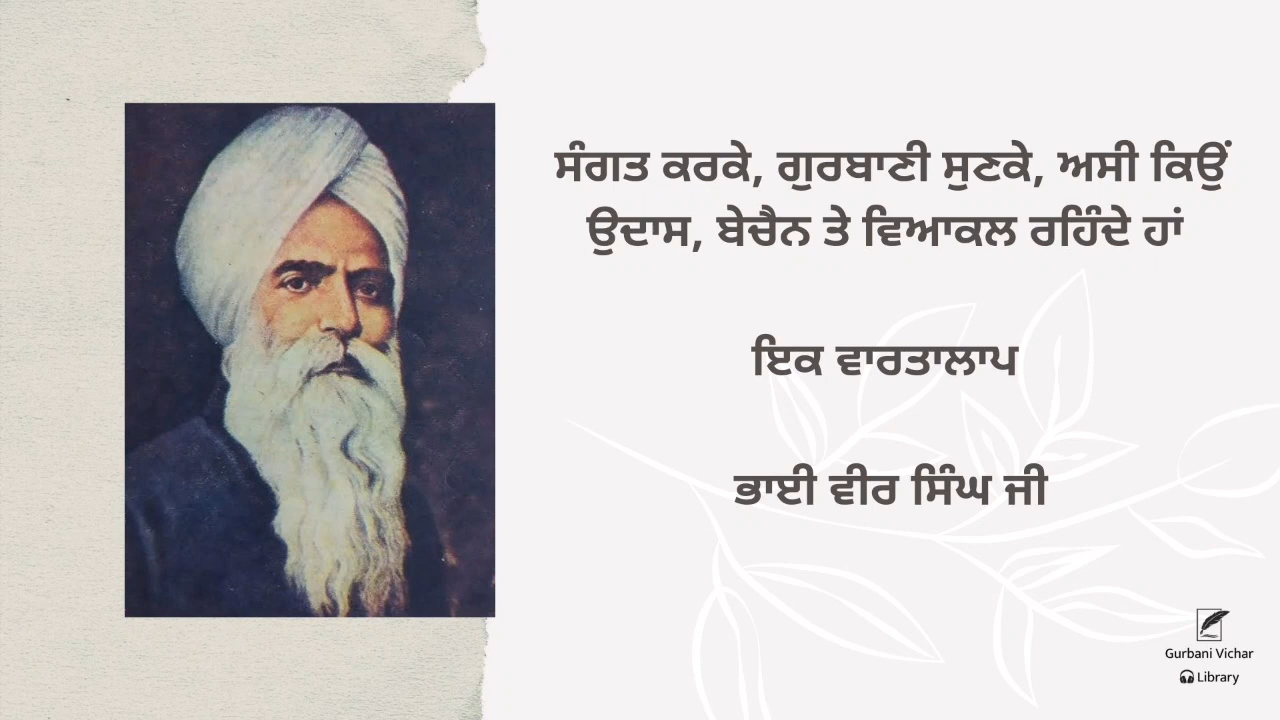 ਸੰਗਤ ਕਰਕੇ, ਗੁਰਬਾਣੀ ਸੁਣਕੇ, ਅਸੀ ਕਿਉਂ
ਉਦਾਸ, ਬੇਚੈਨ ਤੇ ਵਿਆਕਲ ਰਹਿੰਦੇ ਹਾਂ
ਇਕ ਵਾਰਤਾਲਾਪ
ਭਾਈ ਵੀਰ ਸਿੰਘ ਜੀ
Gurbani Vichar
Library